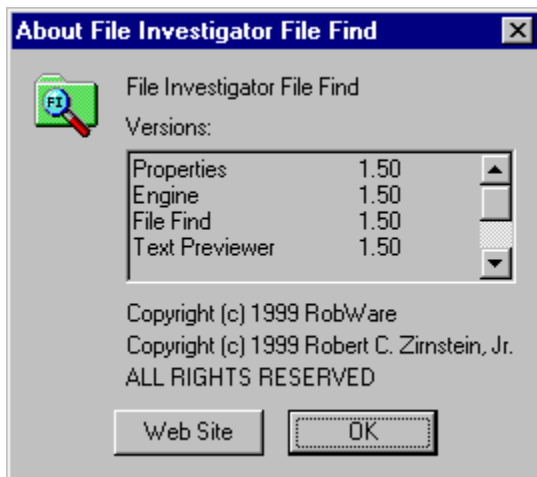 About File Investigator File Find
FI
File Investigator File Find
Versions:
Properties 1.50
Engine 1.50
File Find 1.50
Text Previewer 1.50
Copyright (c) 1999 RobWare
Copyright (c) 1999 Robert C. Zirnstein, Jr.
ALL RIGHTS RESERVED
Web Site OK